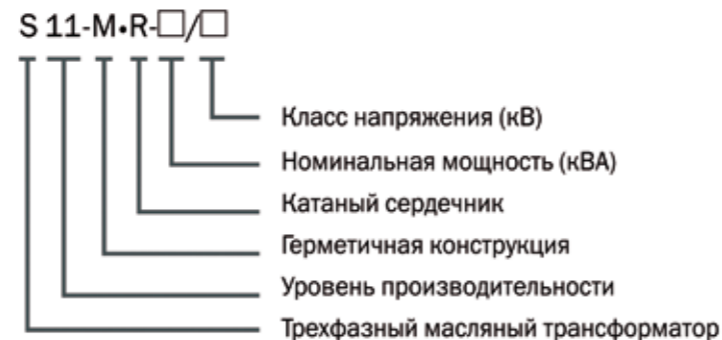 S 11-M•R-□/□
Класс напряжения (кВ)
Номинальная мощность (кВА)
Катаный сердечник
Герметичная конструкция
Уровень производительности
Трехфазный масляный трансформатор